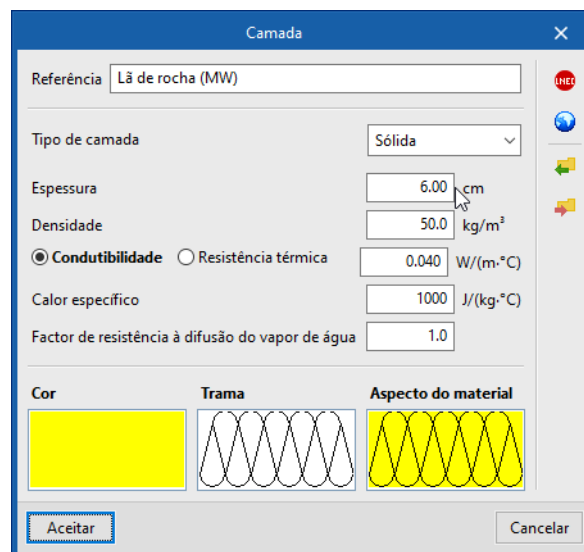 Camada
Referência Lã de rocha (MW)
LNEC
Tipo de camada Sólida
Espessura 6.00 cm
Densidade 50.0 kg/m³
Condutibilidade Resistência térmica 0.040 W/(m·°C)
Calor específico 1000 J/(kg·°C)
Factor de resistência à difusão do vapor de água 1.0
Cor Trama Aspecto do material
Aceitar Cancelar